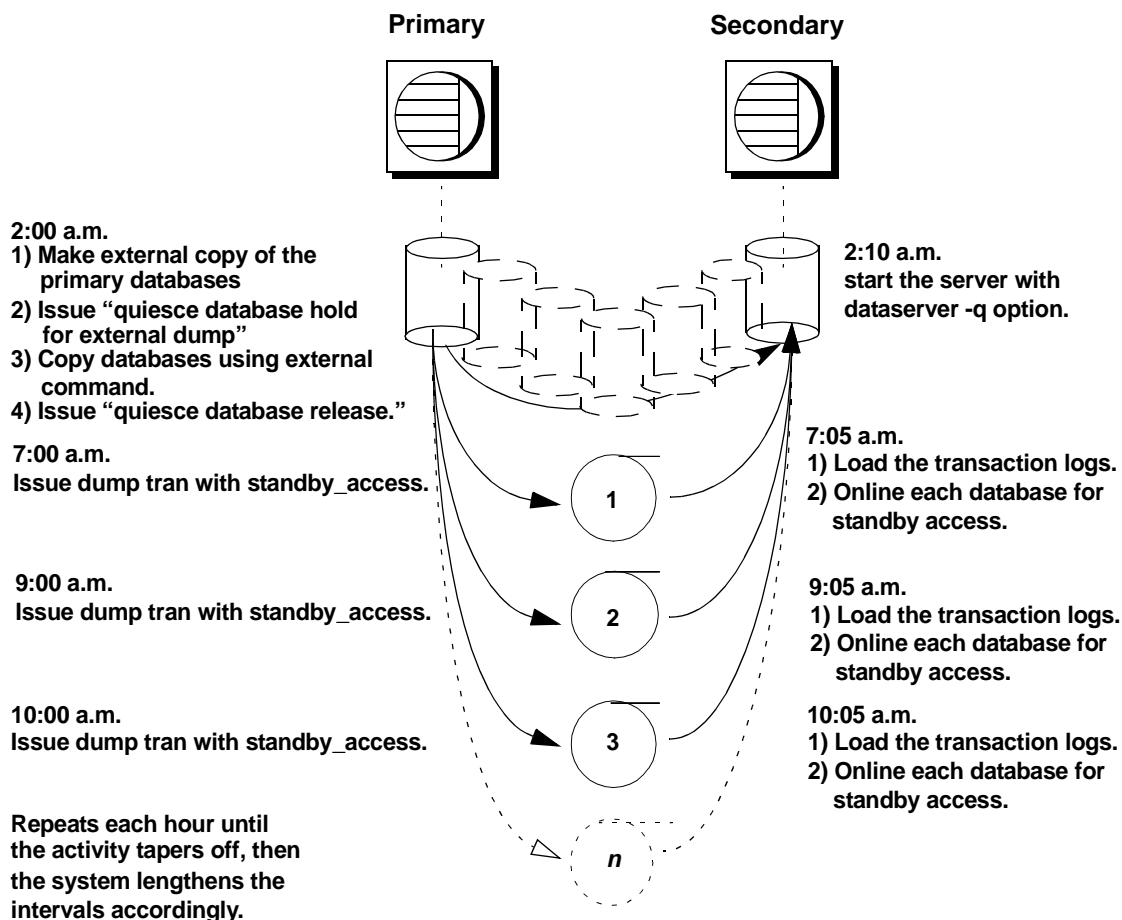 Primary
Secondary
2:00 a.m.
1) Make external copy of the
primary databases
2) Issue “quiesce database hold
for external dump”
3) Copy databases using external
command.
4) Issue “quiesce database release.”
2:10 a.m.
start the server with
dataserver -q option.
7:00 a.m.
Issue dump tran with standby_access.
1
7:05 a.m.
1) Load the transaction logs.
2) Online each database for
standby access.
9:00 a.m.
Issue dump tran with standby_access.
2
9:05 a.m.
1) Load the transaction logs.
2) Online each database for
standby access.
10:00 a.m.
Issue dump tran with standby_access.
3
10:05 a.m.
1) Load the transaction logs.
2) Online each database for
standby access.
Repeats each hour until
the activity tapers off, then
the system lengthens the
intervals accordingly.
n